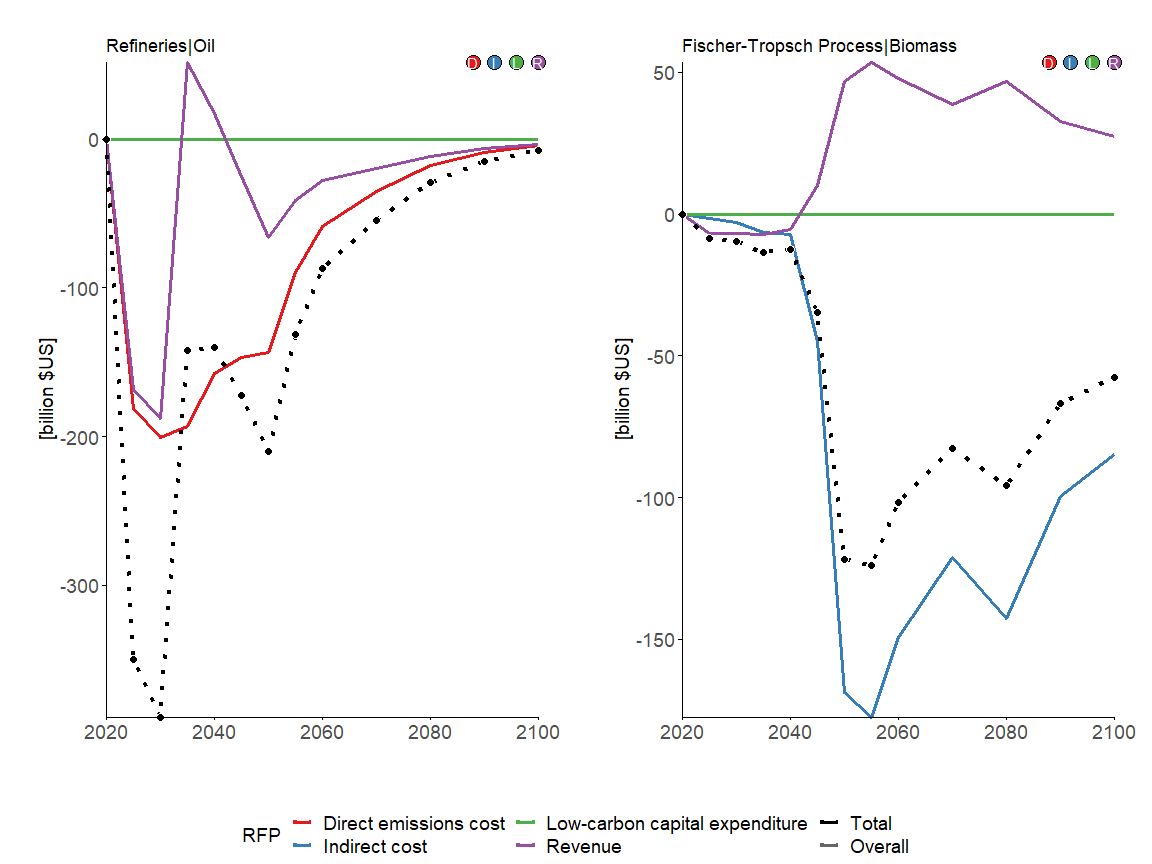 Refineries|Oil
D I L R
0
-100
-200
-300
[billion $US]
2020 2040 2060 2080 2100
Fischer-Tropsch Process|Biomass
D I L R
50
0
-50
-100
-150
[billion $US]
2020 2040 2060 2080 2100
RFP
Direct emissions cost Low-carbon capital expenditure Total
Indirect cost Revenue Overall